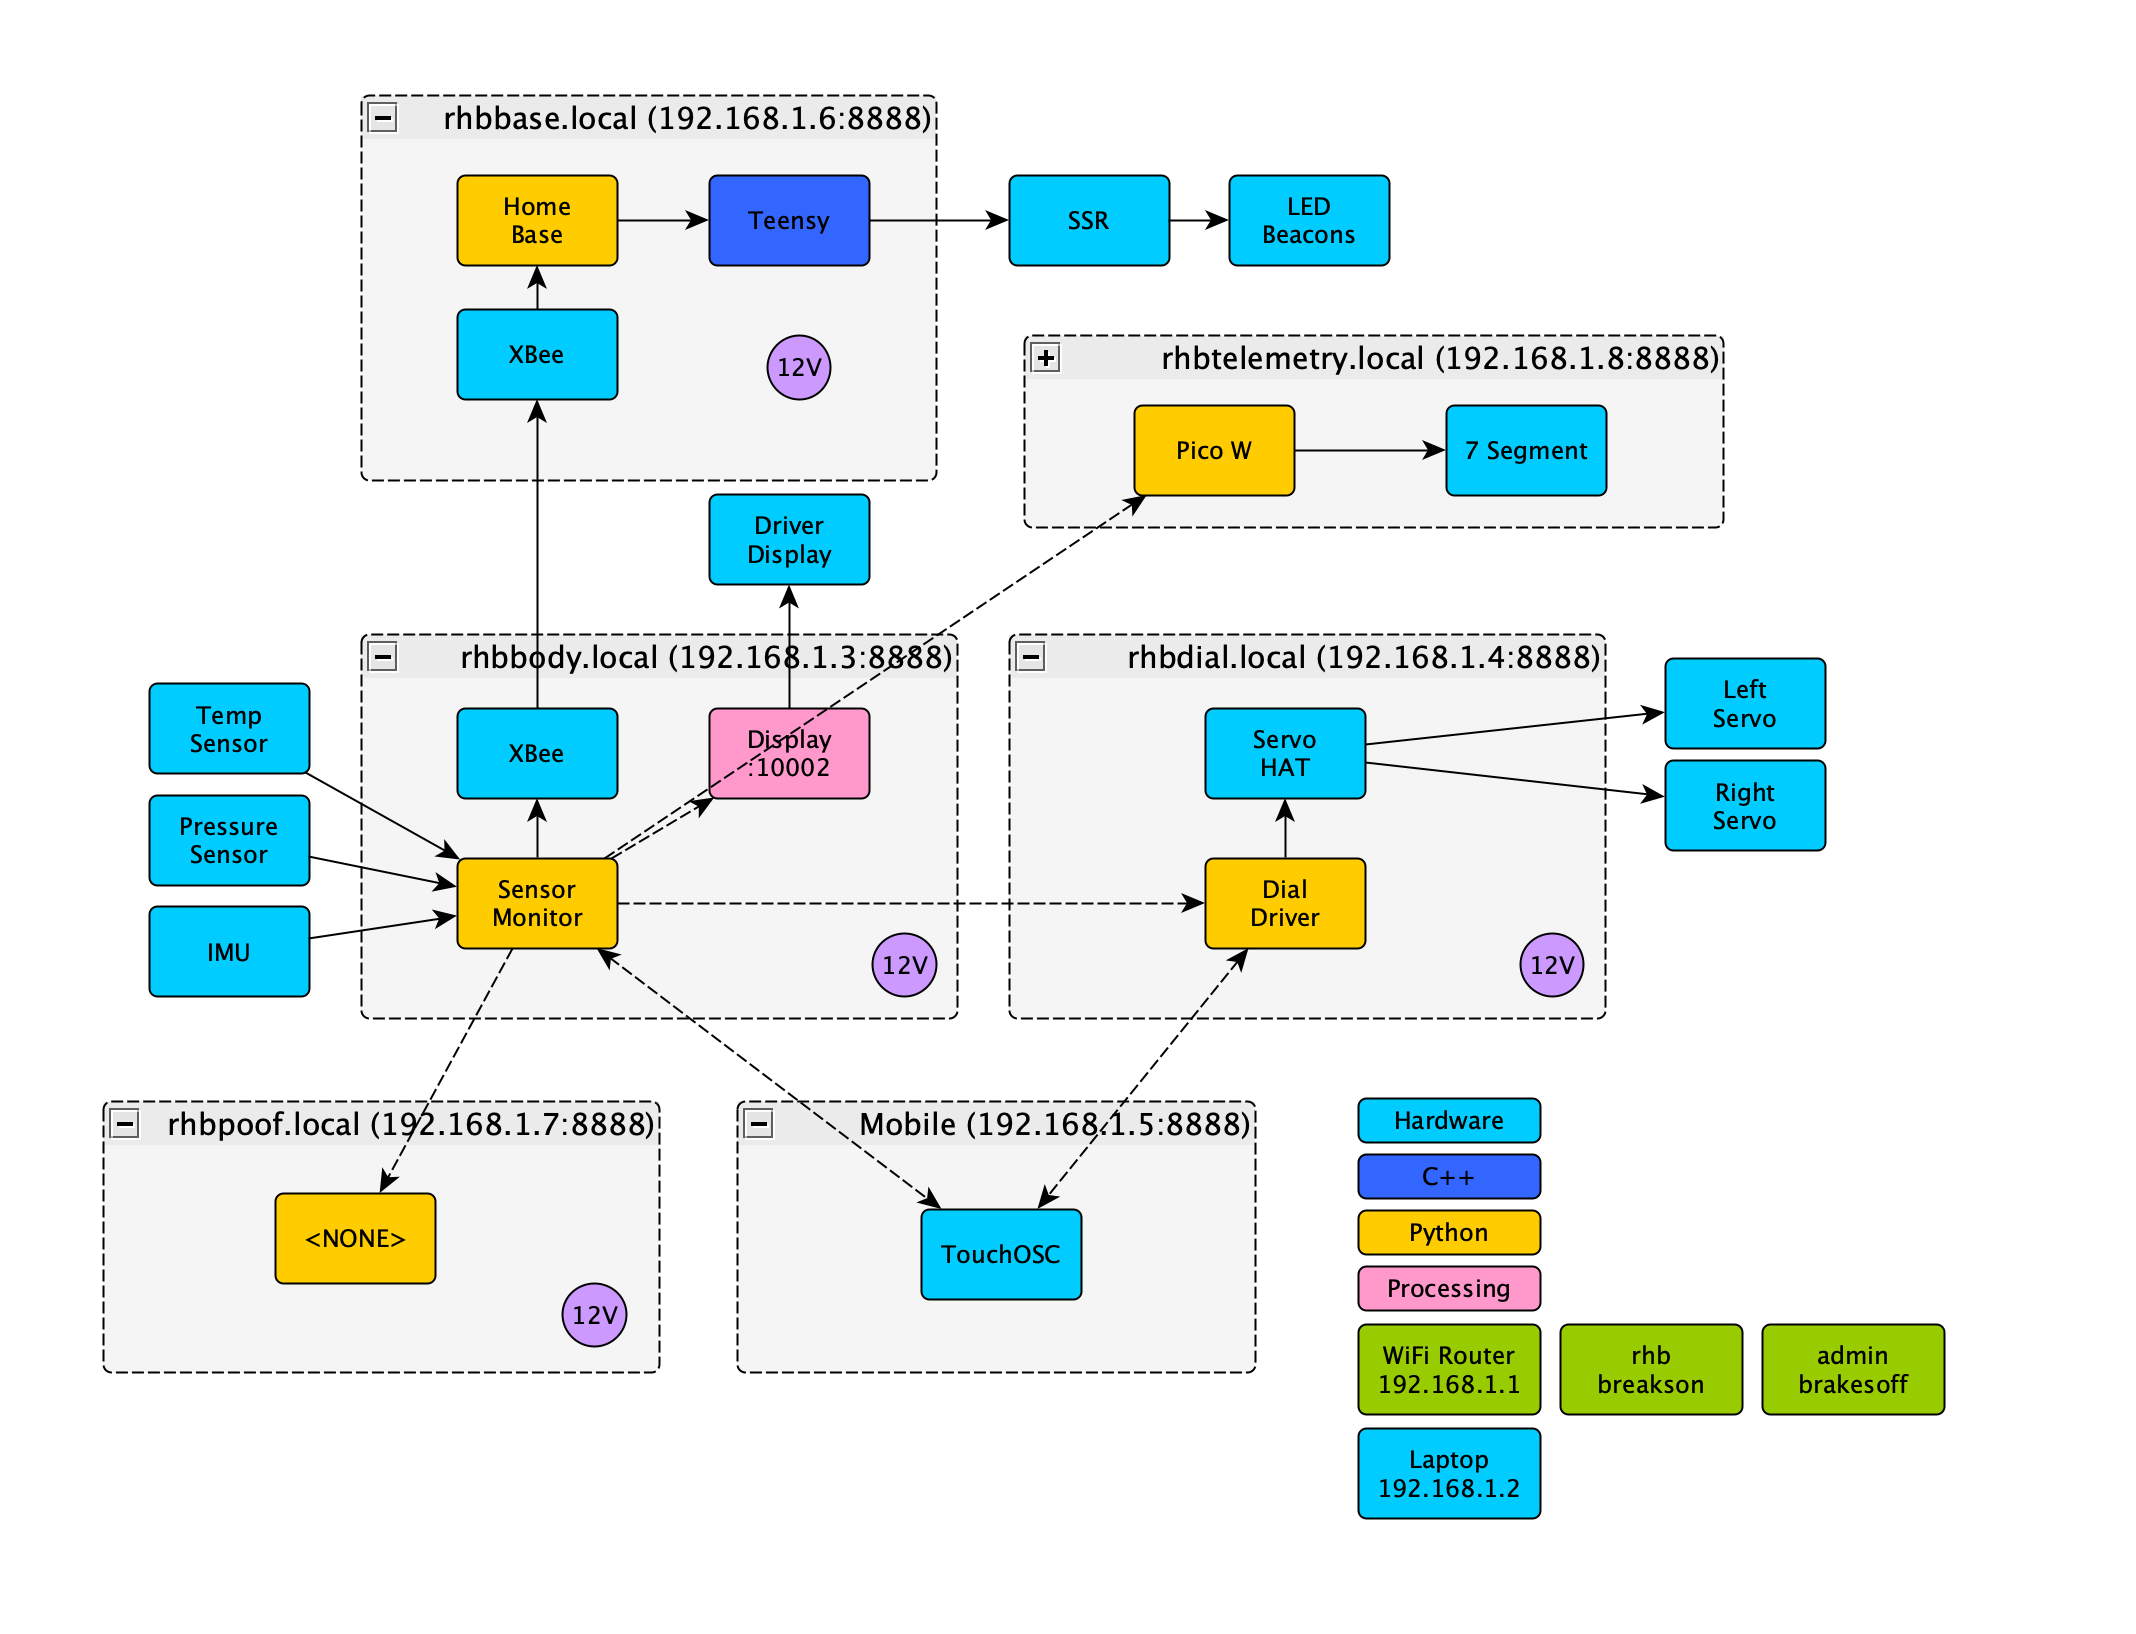 rhbbase.local (192.168.1.6:8888)
Home
Base
Teensy
SSR
LED
Beacons
XBee
12V
rhbtelemetry.local (192.168.1.8:8888)
Pico W
7 Segment
Driver
Display
rhbbody.local (192.168.1.3:8888)
Temp
Sensor
Pressure
Sensor
IMU
XBee
Display
:10002
Sensor
Monitor
12V
rhbdial.local (192.168.1.4:8888)
Servo
HAT
Left
Servo
Right
Servo
Dial
Driver
12V
rhbpoof.local (192.168.1.7:8888)
<NONE>
12V
Mobile (192.168.1.5:8888)
TouchOSC
Hardware
C++
Python
Processing
WiFi Router
192.168.1.1
rhb
breakson
admin
brakesoff
Laptop
192.168.1.2